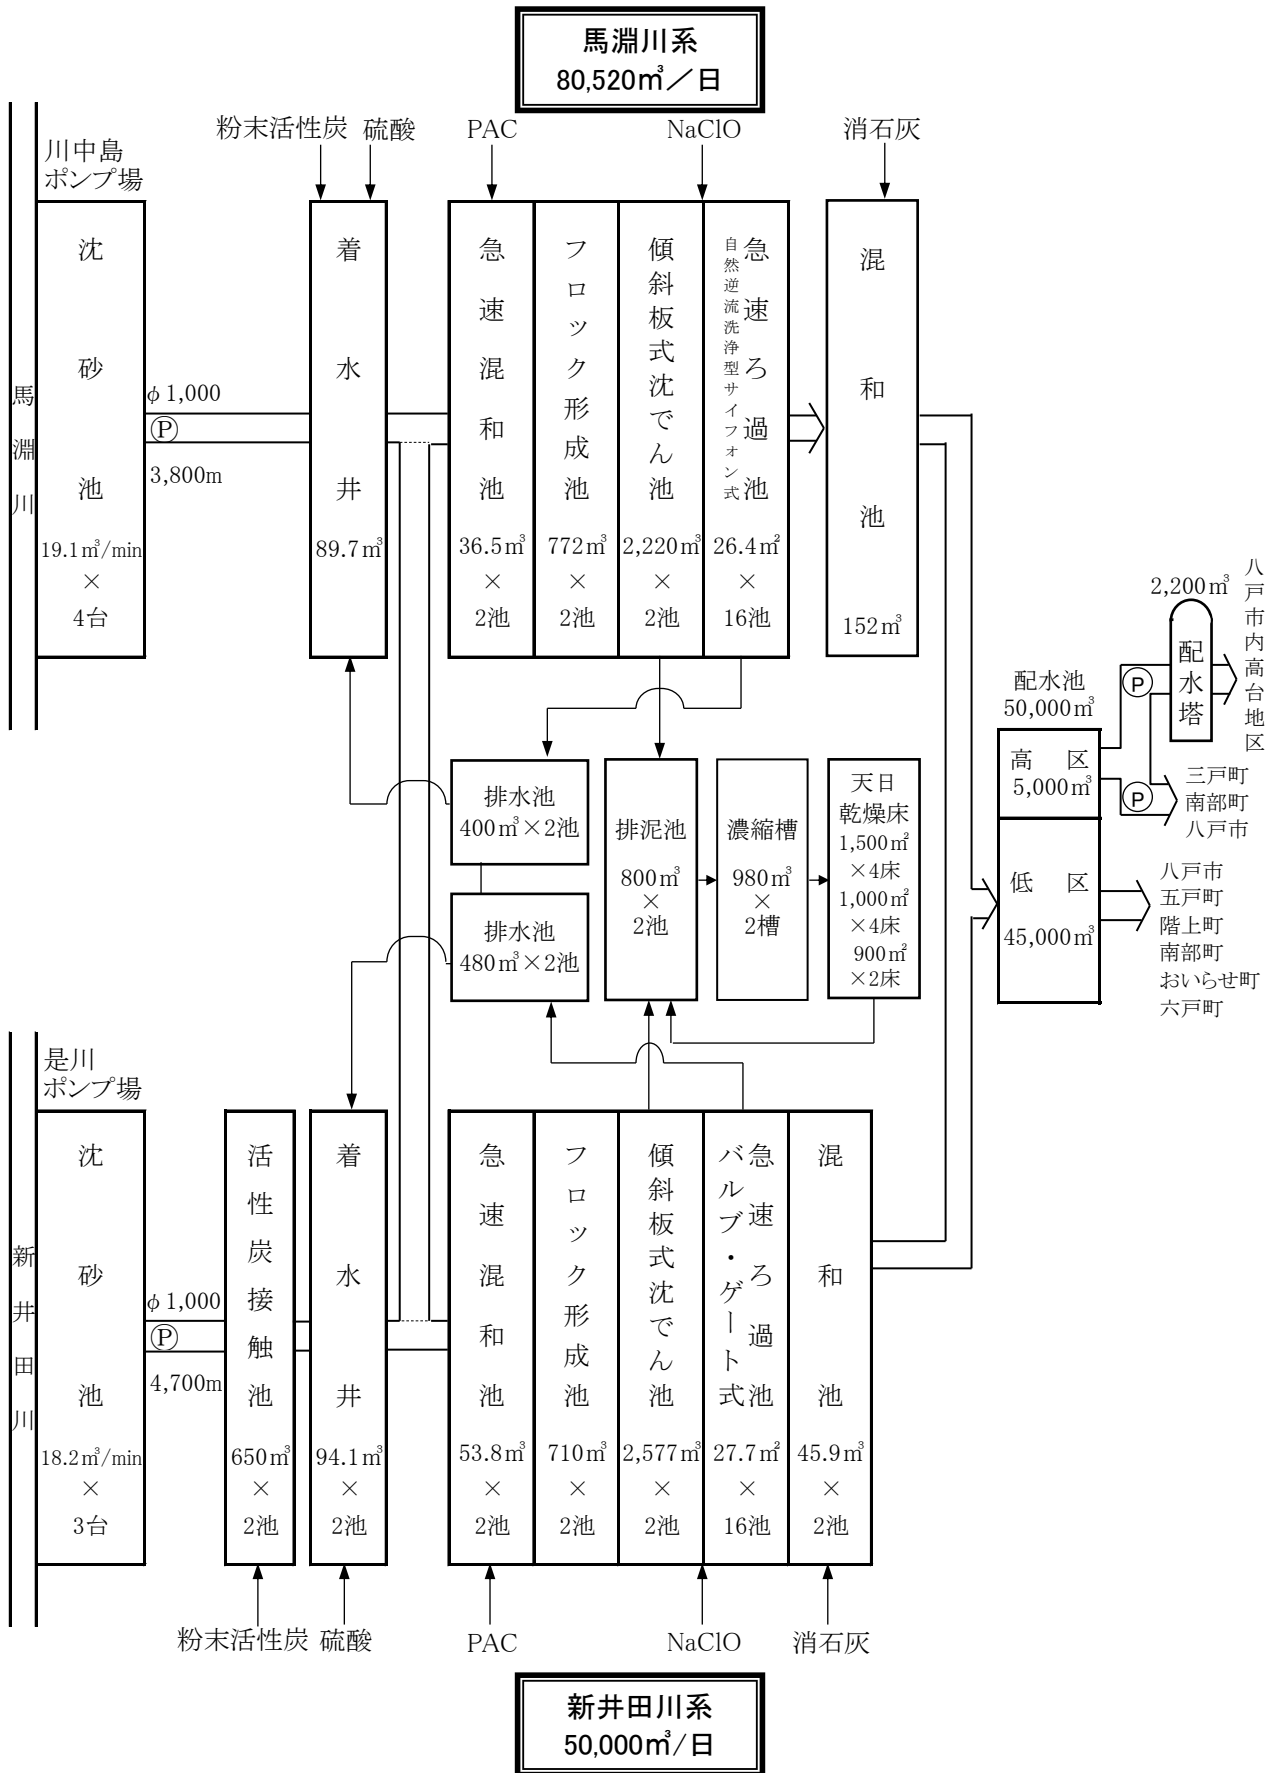 馬淵川系
80,520㎥／日
粉末活性炭
硫酸
PAC
NaClO
消石灰
川中島
ポンプ場
馬淵川
沈砂池
19.1㎥/min
×
4台
φ1,000
Ⓟ
3,800m
着水井
89.7㎥
急速混和池
36.5㎥
×
2池
フロック形成池
772㎥
×
2池
傾斜板式沈でん池
2,220㎥
×
2池
急速ろ過池
自然逆流洗浄型サイフォン式
26.4㎡
×
16池
混和池
152㎥
配水池
50,000㎥
高区
5,000㎥
低区
45,000㎥
Ⓟ
Ⓟ
2,200㎥
配水塔
八戸市内高台地区
三戸町
南部町
八戸市
八戸市
五戸町
階上町
南部町
おいらせ町
六戸町
排水池
400㎥×2池
排水池
480㎥×2池
排泥池
800㎥
×
2池
濃縮槽
980㎥
×
2槽
天日
乾燥床
1,500㎡
×4床
1,000㎡
×4床
900㎡
×2床
是川
ポンプ場
新井田川
沈砂池
18.2㎥/min
×
3台
φ1,000
Ⓟ
4,700m
活性炭接触池
650㎥
×
2池
着水井
94.1㎥
×
2池
急速混和池
53.8㎥
×
2池
フロック形成池
710㎥
×
2池
傾斜板式沈でん池
2,577㎥
×
2池
急速ろ過池
バルブ・ゲート式
27.7㎡
×
16池
混和池
45.9㎥
×
2池
粉末活性炭
硫酸
PAC
NaClO
消石灰
新井田川系
50,000㎥/日